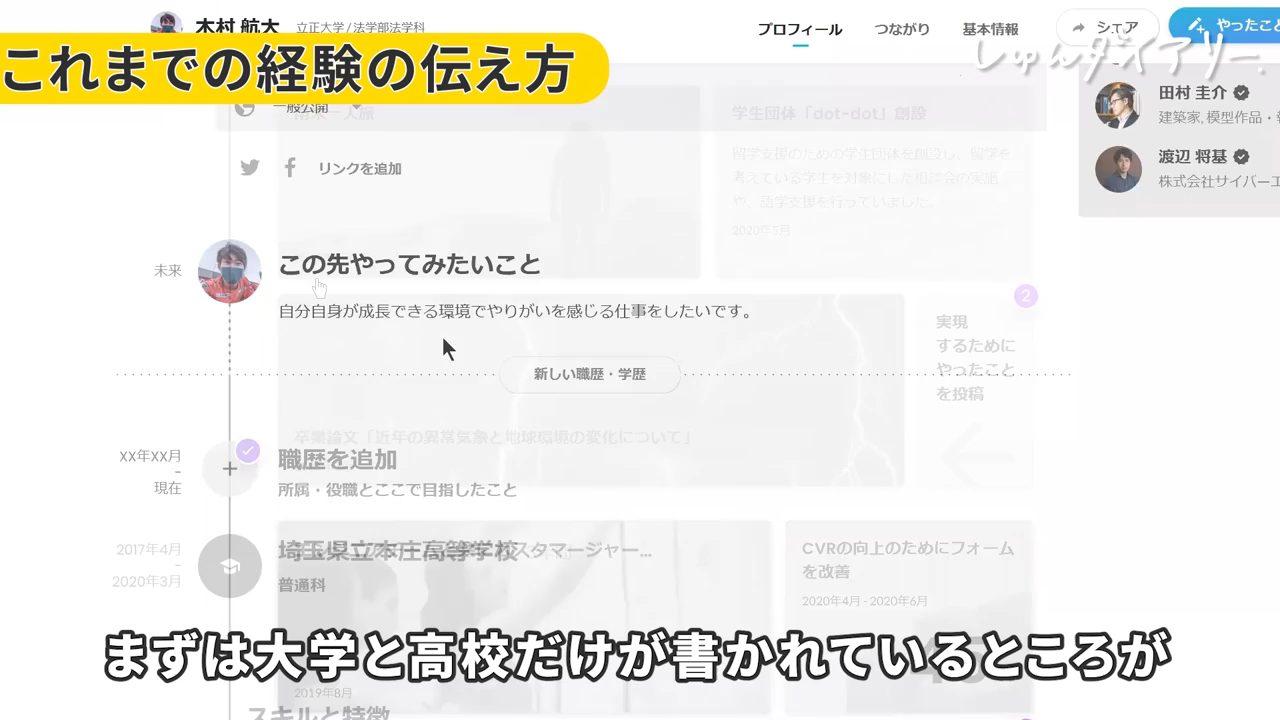 木村 航大
立正大学 / 法学部法学科
プロフィール
つながり
基本情報
シェア
やったこと
しゅんダイアリー
これまでの経験の伝え方
一般公開
リンクを追加
学生団体「dot-dot」創設
留学支援のための学生団体を創設し、留学を
考えている学生を対象にした相談会の実施
や、語学支援を行っていました。
2020年3月
田村 圭介
建築家, 模型作品・
渡辺 将基
株式会社サイバーエ
未来
この先やってみたいこと
自分自身が成長できる環境でやりがいを感じる仕事をしたいです。
2
実現
するために
やったこと
を投稿
新しい職歴・学歴
卒業論文「近年の異常気象と地球環境の変化について」
XX年XX月
–
現在
職歴を追加
所属・役職とここで目指したこと
2017年4月
–
2020年3月
埼玉県立本庄高等学校
スタマージャー...
普通科
CVRの向上のためにフォーム
を改善
2020年4月 - 2020年6月
まずは大学と高校だけが書かれているところが
2019年8月
スキルと特徴